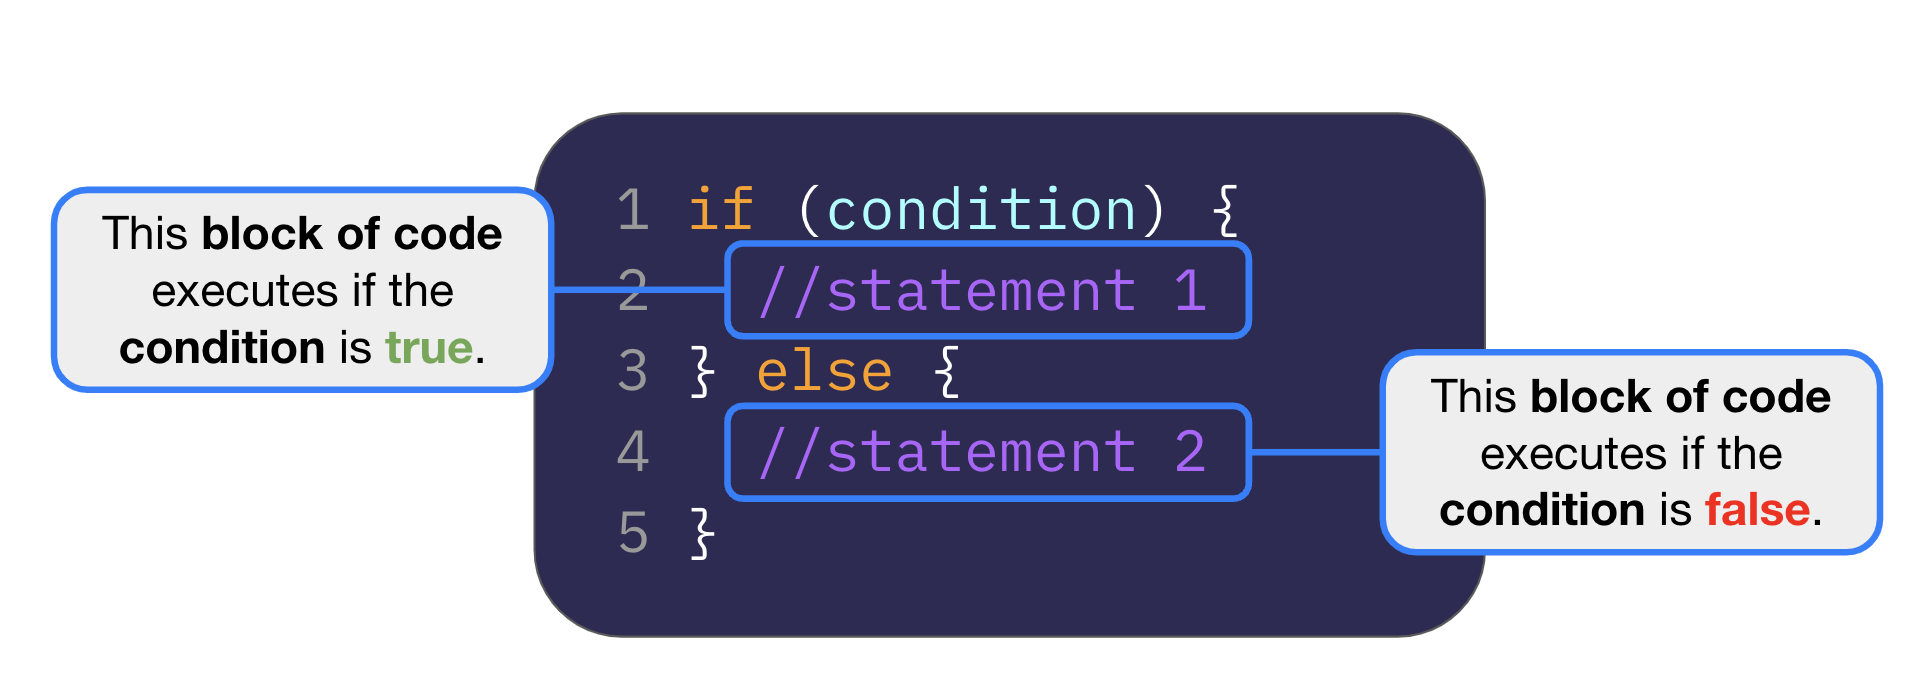 This block of code
executes if the
condition is true.
1 if (condition) {
2 //statement 1
3 } else {
4 //statement 2
5 }
This block of code
executes if the
condition is false.